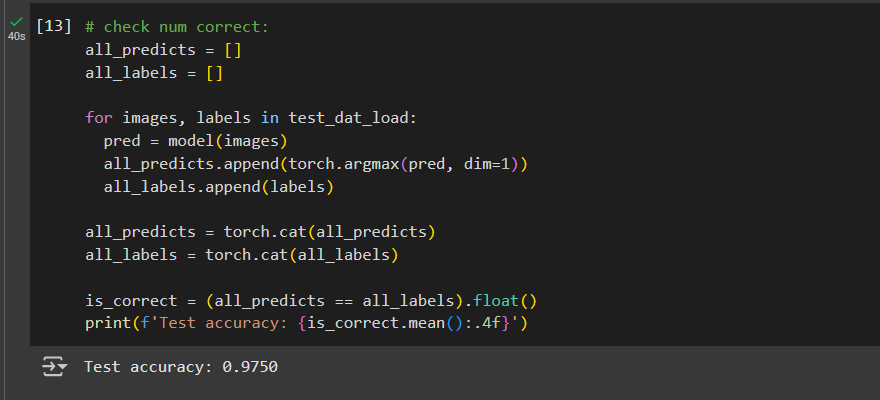 [13] # check num correct:
40s
all_predicts = []
all_labels = []

for images, labels in test_dat_load:
  pred = model(images)
  all_predicts.append(torch.argmax(pred, dim=1))
  all_labels.append(labels)

all_predicts = torch.cat(all_predicts)
all_labels = torch.cat(all_labels)

is_correct = (all_predicts == all_labels).float()
print(f'Test accuracy: {is_correct.mean():.4f}')
Test accuracy: 0.9750